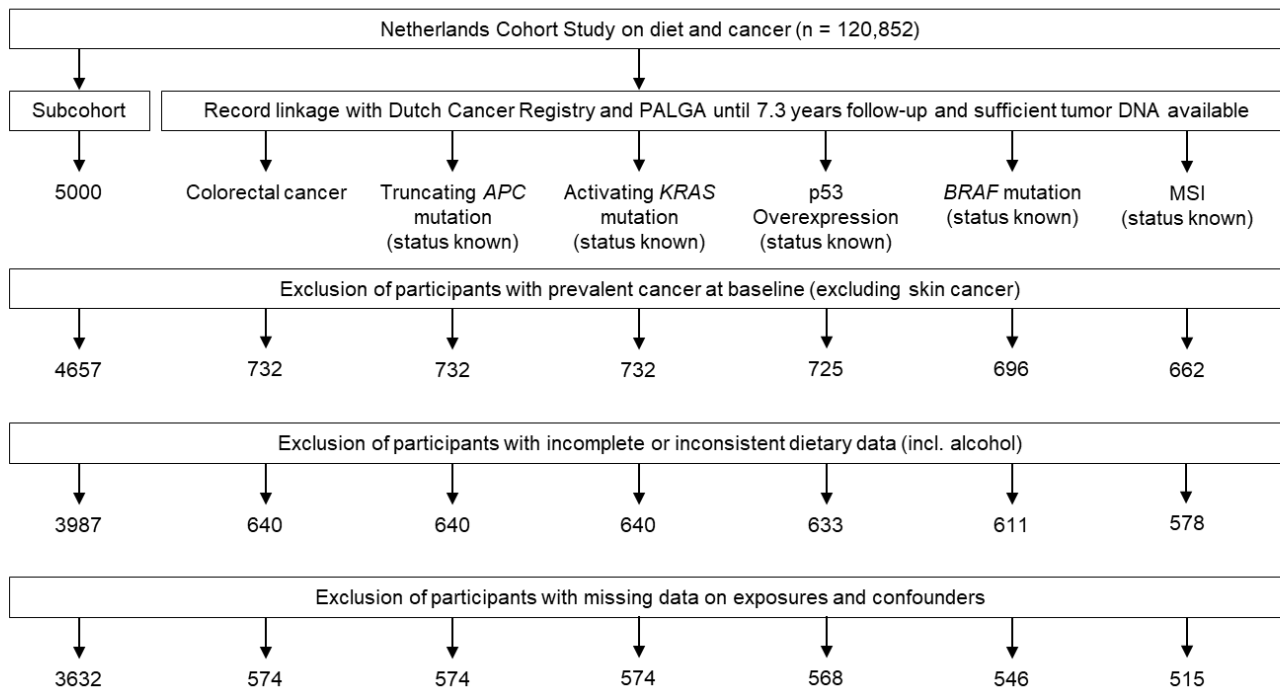 Netherlands Cohort Study on diet and cancer (n = 120,852)
Subcohort
Record linkage with Dutch Cancer Registry and PALGA until 7.3 years follow-up and sufficient tumor DNA available
5000
Colorectal cancer
Truncating APC
mutation
(status known)
Activating KRAS
mutation
(status known)
p53
Overexpression
(status known)
BRAF mutation
(status known)
MSI
(status known)
Exclusion of participants with prevalent cancer at baseline (excluding skin cancer)
4657 732 732 732 725 696 662
Exclusion of participants with incomplete or inconsistent dietary data (incl. alcohol)
3987 640 640 640 633 611 578
Exclusion of participants with missing data on exposures and confounders
3632 574 574 574 568 546 515